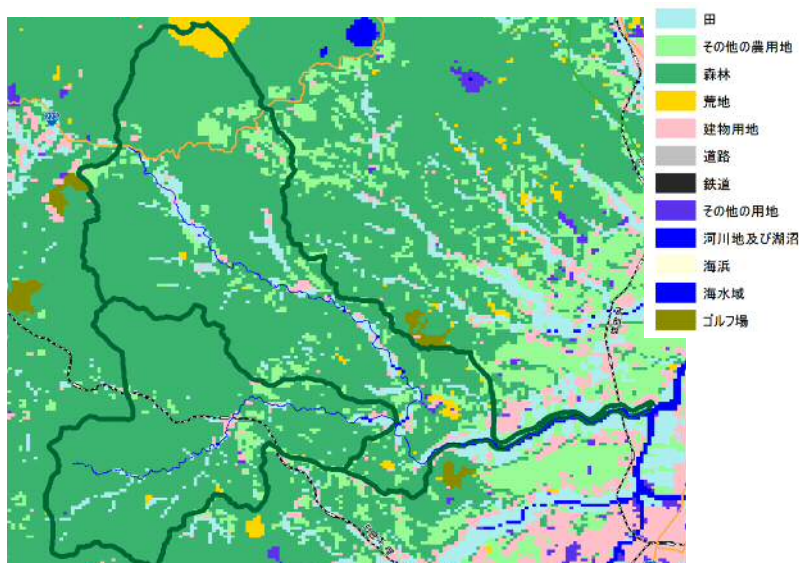 田
その他の農用地
森林
荒地
建物用地
道路
鉄道
その他の用地
河川地及び湖沼
海浜
海水域
ゴルフ場